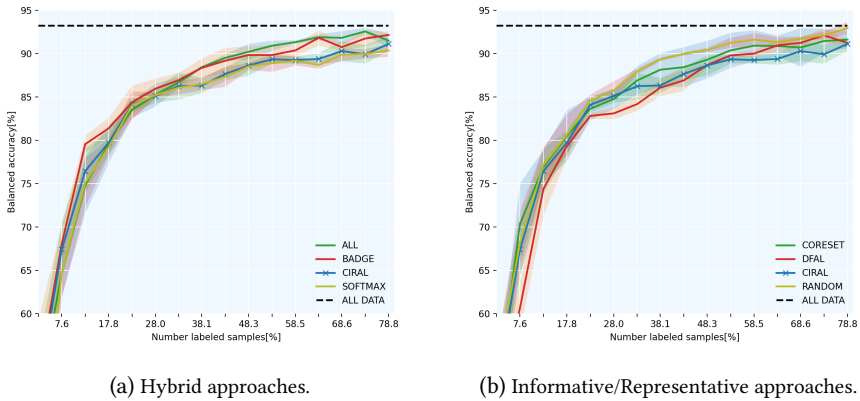 95
90
85
80
75
70
65
60
Balanced accuracy[%]
ALL
BADGE
CIRAL
SOFTMAX
ALL DATA
7.6 17.8 28.0 38.1 48.3 58.5 68.6 78.8
Number labeled samples[%]
(a) Hybrid approaches.
95
90
85
80
75
70
65
60
Balanced accuracy[%]
CORESET
DFAL
CIRAL
RANDOM
ALL DATA
7.6 17.8 28.0 38.1 48.3 58.5 68.6 78.8
Number labeled samples[%]
(b) Informative/Representative approaches.